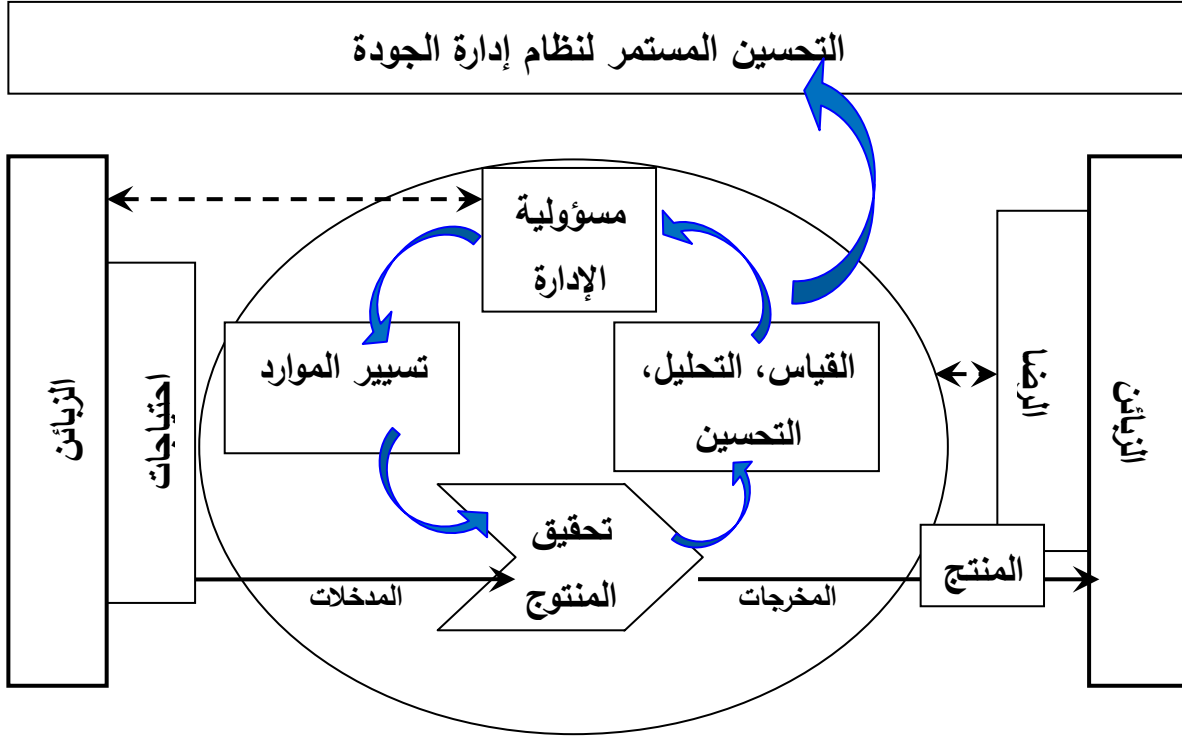 التحسين المستمر لنظام إدارة الجودة
الزبائن
احتياجات
مسؤولية
الإدارة
تسيير الموارد
القياس، التحليل،
التحسين
الرضا
الزبائن
تحقيق
المنتوج
المدخلات
المخرجات
المنتج